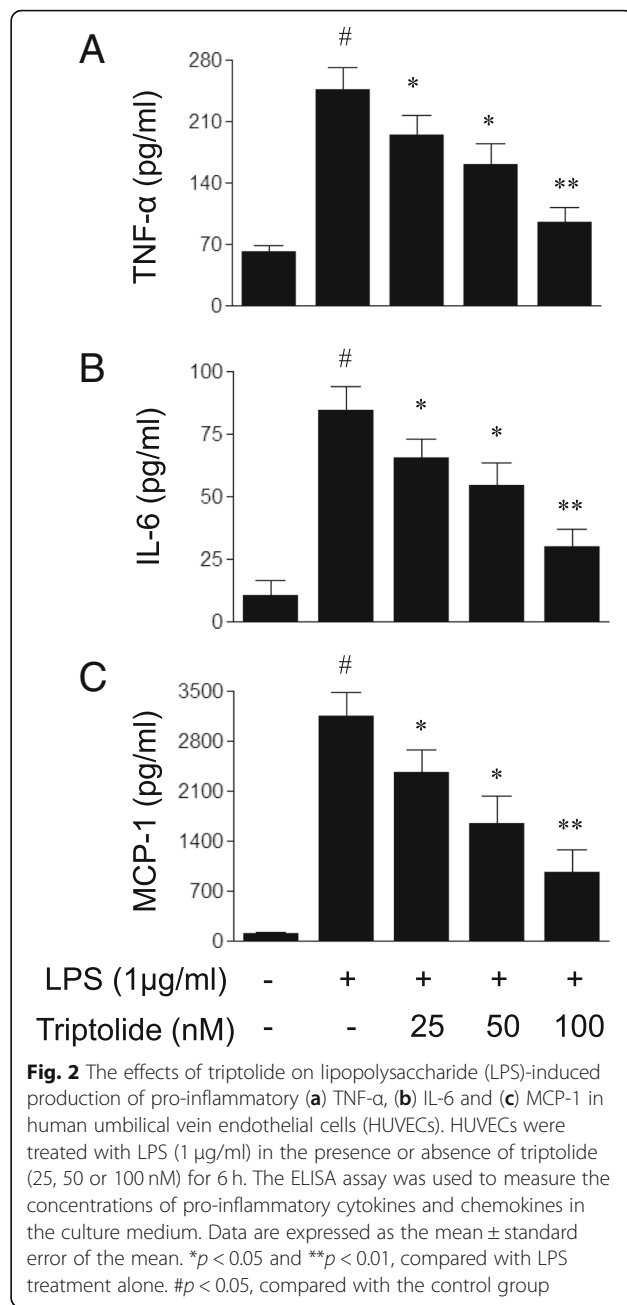 A
#
280
*
210
*
140
**
70
0
TNF-α (pg/ml)
B
#
100
*
75
*
50
**
25
0
IL-6 (pg/ml)
C
#
3500
*
2800
*
2100
**
1400
700
0
MCP-1 (pg/ml)
LPS (1μg/ml) - + + + +
Triptolide (nM) - - 25 50 100
Fig. 2 The effects of triptolide on lipopolysaccharide (LPS)-induced
production of pro-inflammatory (a) TNF-α, (b) IL-6 and (c) MCP-1 in
human umbilical vein endothelial cells (HUVECs). HUVECs were
treated with LPS (1 μg/ml) in the presence or absence of triptolide
(25, 50 or 100 nM) for 6 h. The ELISA assay was used to measure the
concentrations of pro-inflammatory cytokines and chemokines in
the culture medium. Data are expressed as the mean ± standard
error of the mean. *p < 0.05 and **p < 0.01, compared with LPS
treatment alone. #p < 0.05, compared with the control group